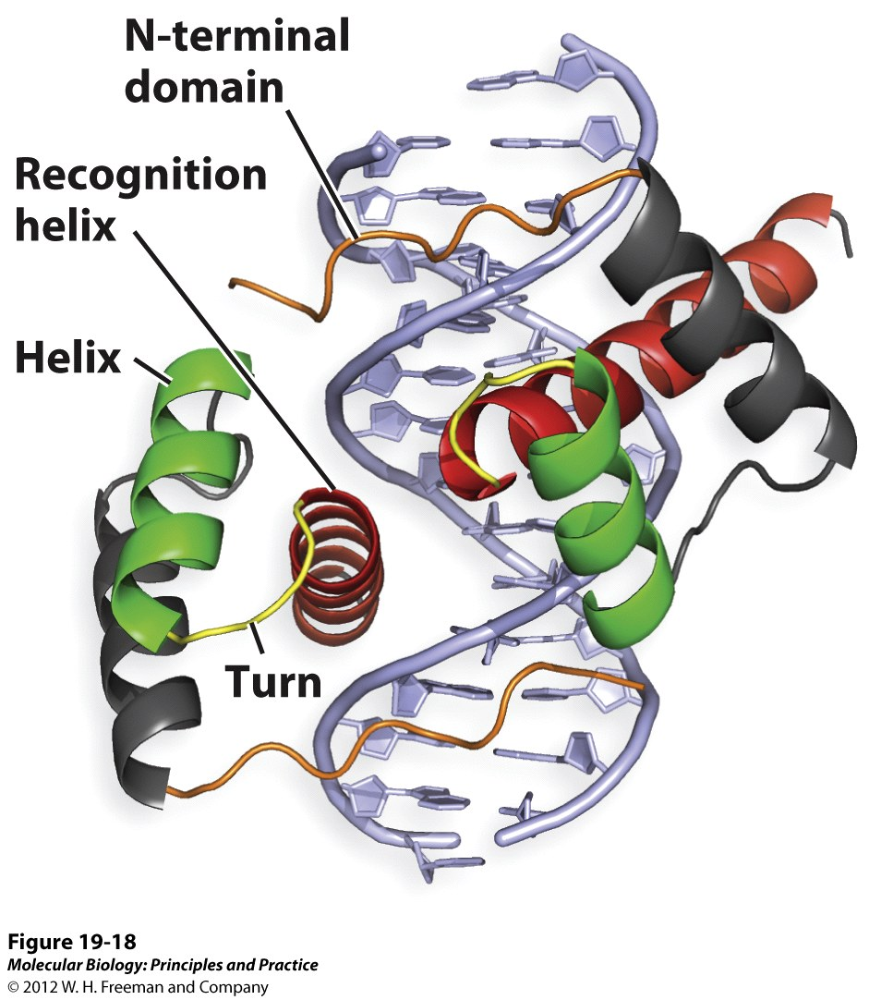 N-terminal
domain
Recognition
helix
Helix
Turn
Figure 19-18
Molecular Biology: Principles and Practice
© 2012 W. H. Freeman and Company